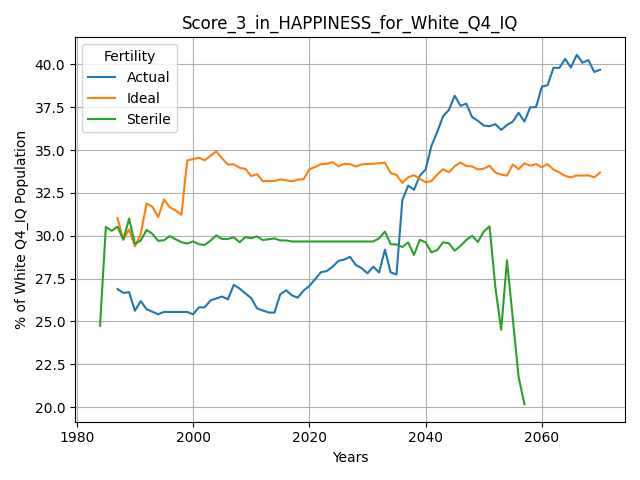 Score_3_in_HAPPINESS_for_White_Q4_IQ
Fertility
Actual
Ideal
Sterile
% of White Q4_IQ Population
40.0
37.5
35.0
32.5
30.0
27.5
25.0
22.5
20.0
1980
2000
2020
2040
2060
Years